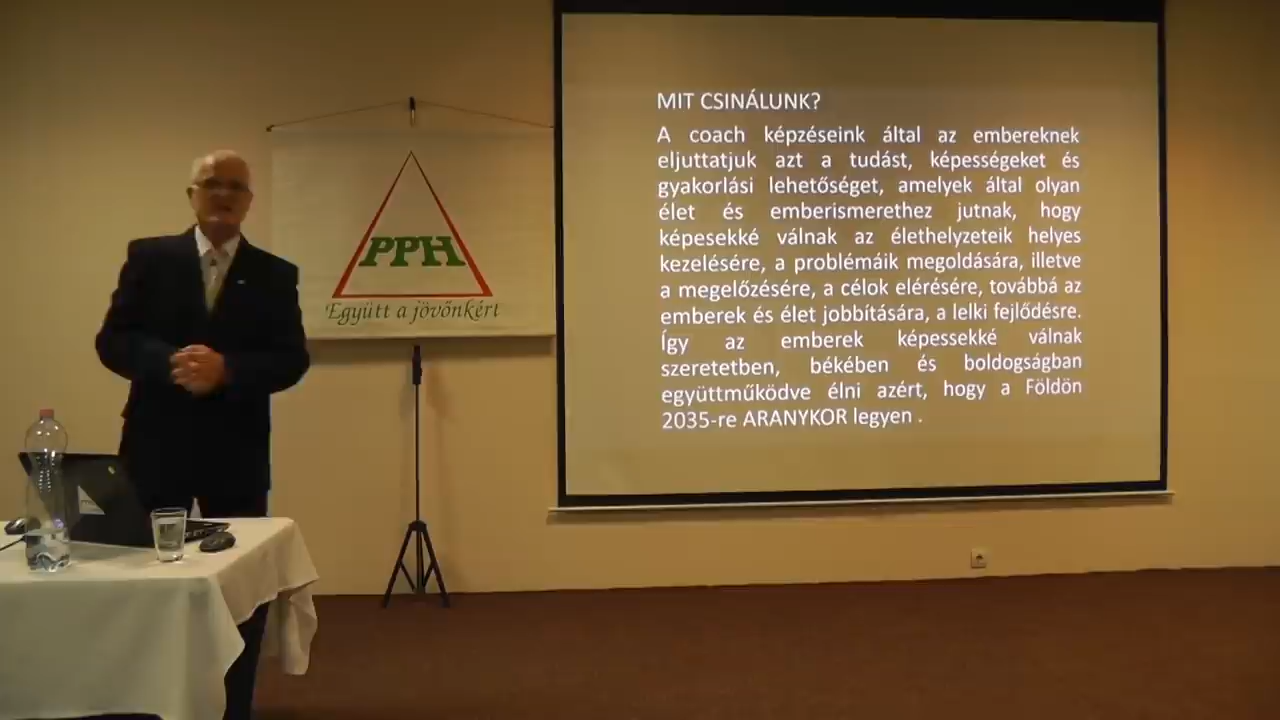 PPH
Együtt a jövőnkért
MIT CSINÁLUNK?
A coach képzéseink által az embereknek
eljuttatjuk azt a tudást, képességeket és
gyakorlási lehetőséget, amelyek által olyan
élet és emberismerethez jutnak, hogy
képesekké válnak az élethelyzeteik helyes
kezelésére, a problémáik megoldására, illetve
a megelőzésére, a célok elérésére, továbbá az
emberek és élet jobbítására, a lelki fejlődésre.
Így az emberek képessekké válnak
szeretetben, békében és boldogságban
együttműködve élni azért, hogy a Földön
2035-re ARANYKOR legyen .